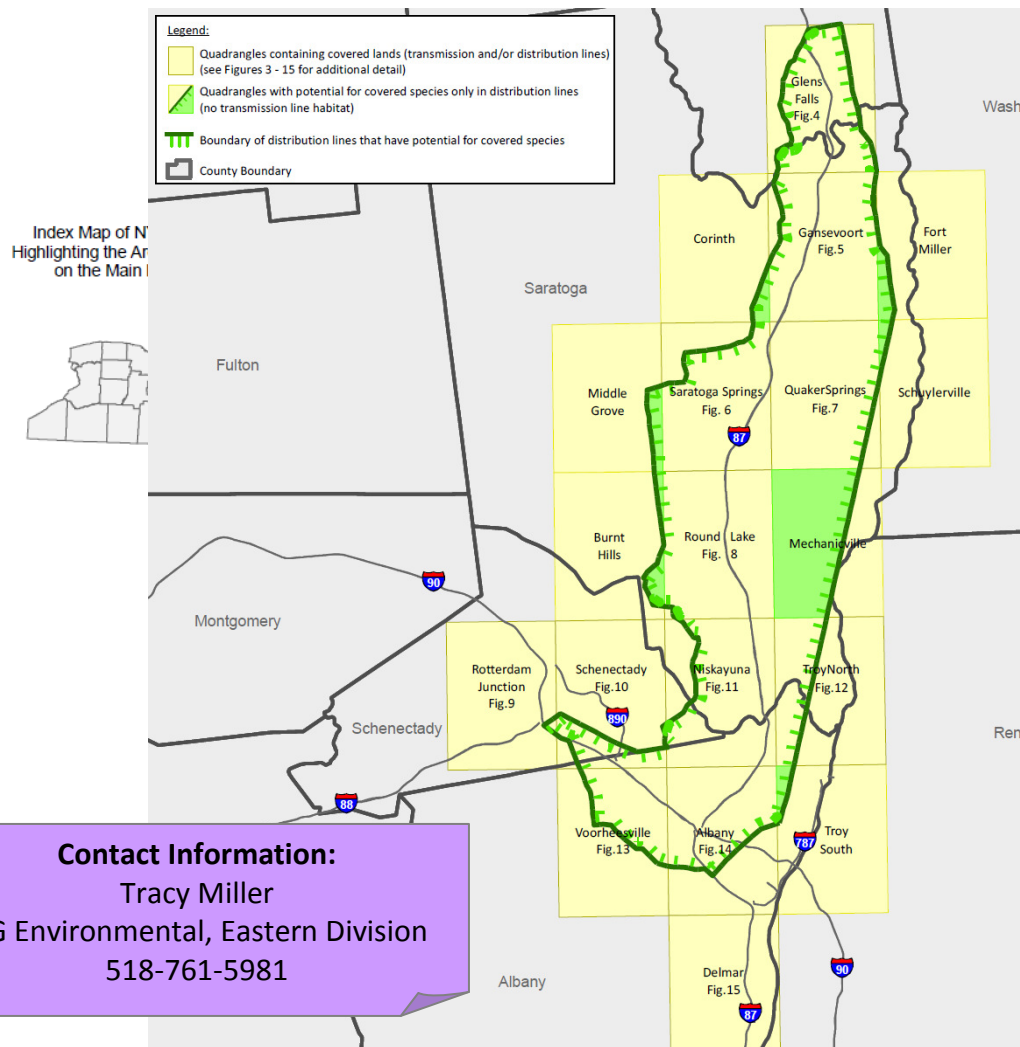 Legend:
Quadrangles containing covered lands (transmission and/or distribution lines)
(see Figures 3 - 15 for additional detail)
Quadrangles with potential for covered species only in distribution lines
(no transmission line habitat)
Boundary of distribution lines that have potential for covered species
County Boundary
Index Map of NY
Highlighting the Ar
on the Main
Glens
Falls
Fig.4
Wash
Corinth
Gansevoort
Fig.5
Fort
Miller
Saratoga
Fulton
Middle
Grove
Saratoga Springs
Fig. 6
QuakerSprings
Fig.7
Schuylerville
87
Burnt
Hills
Round Lake
Fig. 8
Mechanicville
90
Montgomery
Rotterdam
Junction
Fig.9
Schenectady
Fig.10
Niskayuna
Fig.11
TroyNorth
Fig.12
890
Schenectady
Ren
88
Voorheesville
Fig.13
Albany
Fig.14
787
Troy
South
Contact Information:
Tracy Miller
G Environmental, Eastern Division
518-761-5981
Albany
Delmar
Fig.15
90
87